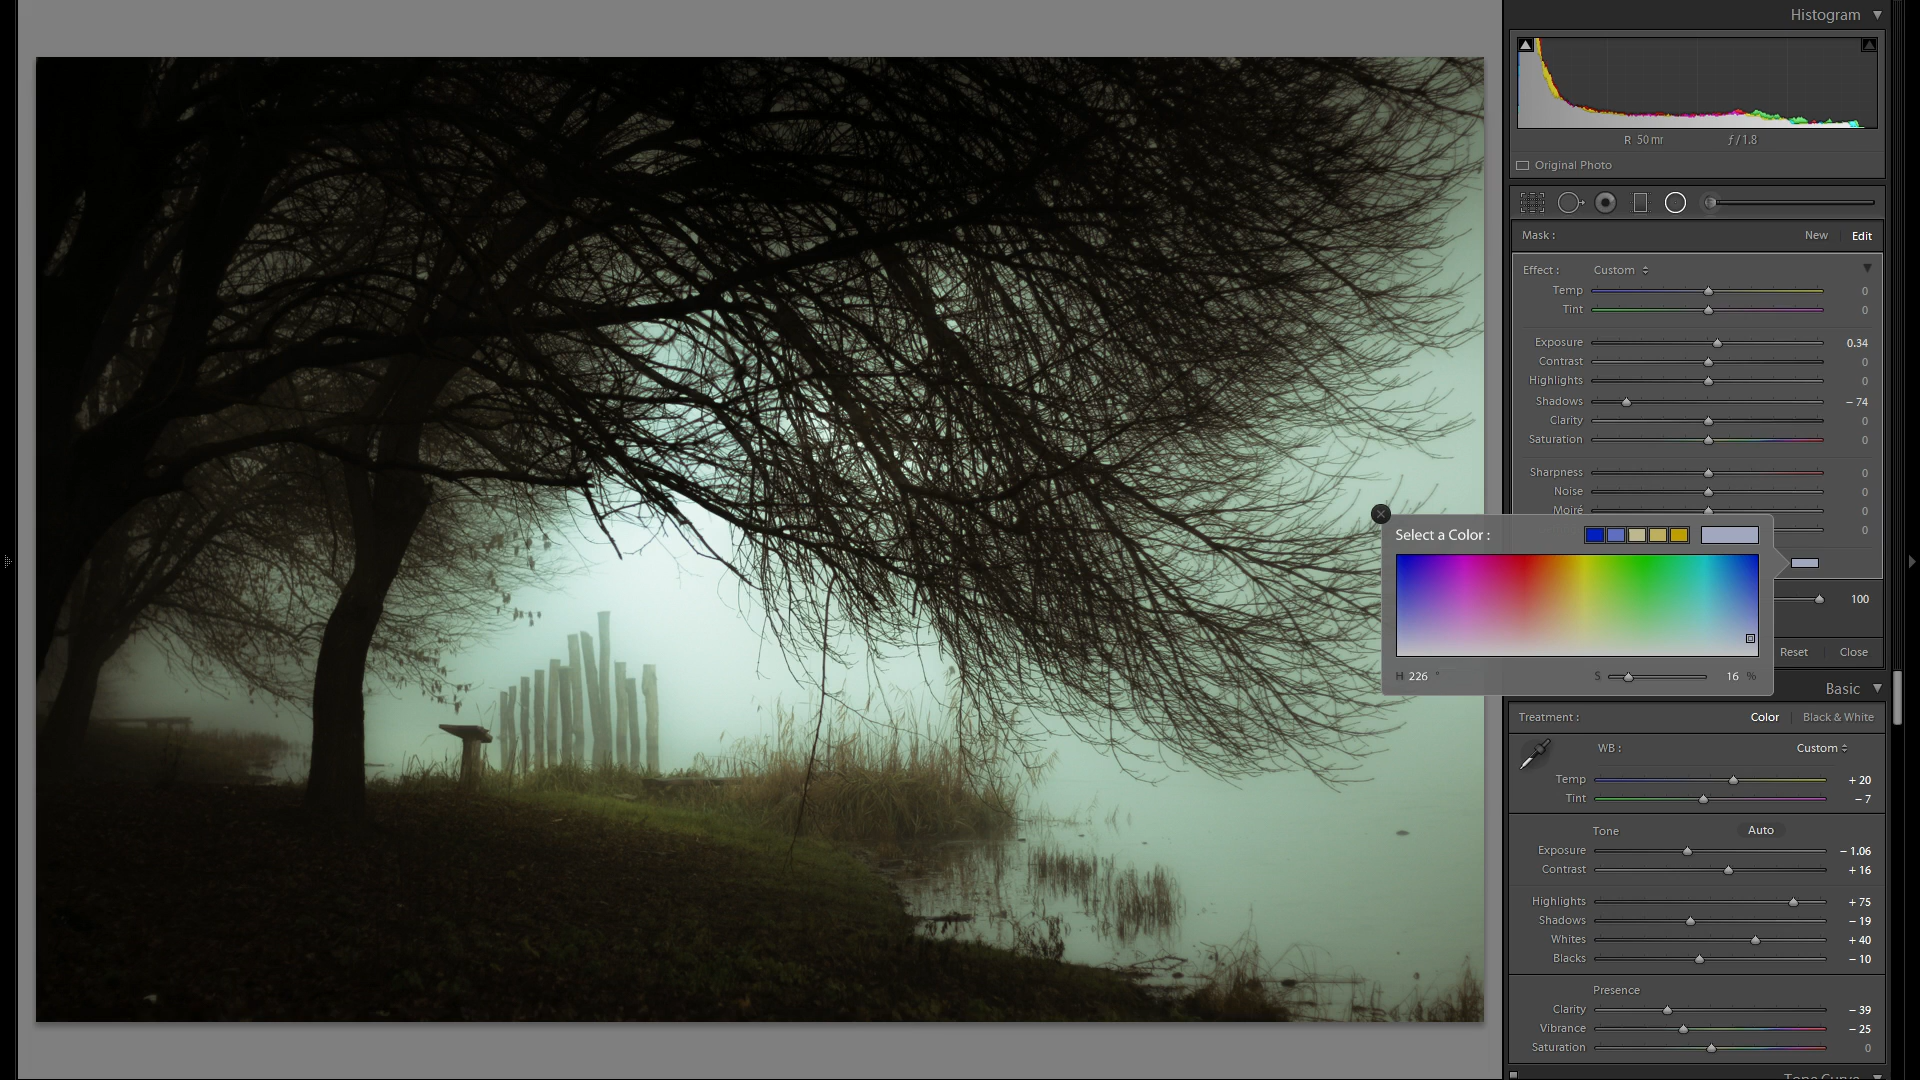 Histogram
R 50 mr ƒ / 1.8
Original Photo
Mask : New Edit
Effect : Custom
Temp 0
Tint 0
Exposure 0.34
Contrast 0
Highlights 0
Shadows – 74
Clarity 0
Saturation 0
Sharpness 0
Noise 0
Moiré
0
Select a Color :
100
H 226 ° S 16 %
Reset Close
Basic
Treatment : Color Black & White
WB : Custom
Temp + 20
Tint – 7
Tone Auto
Exposure – 1.06
Contrast + 16
Highlights + 75
Shadows – 19
Whites + 40
Blacks – 10
Presence
Clarity – 39
Vibrance – 25
Saturation 0
Tone Curve